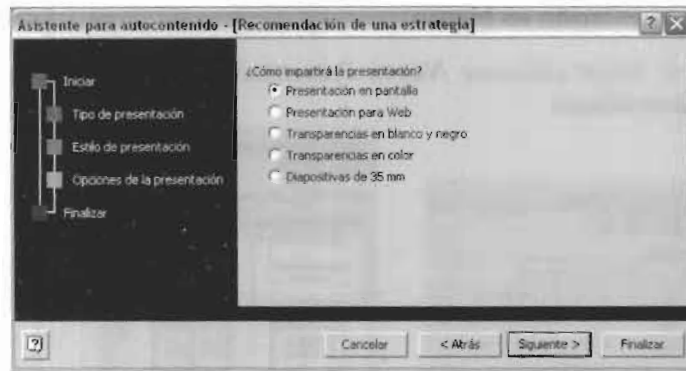 Asistente para autocontenido - [Recomendación de una estrategia]
Iniciar
Tipo de presentación
Estilo de presentación
Opciones de la presentación
Finalizar
¿Cómo impartirá la presentación?
Presentación en pantalla
Presentación para Web
Transparencias en blanco y negro
Transparencias en color
Diapositivas de 35 mm
Cancelar
< Atrás
Siguiente >
Finalizar